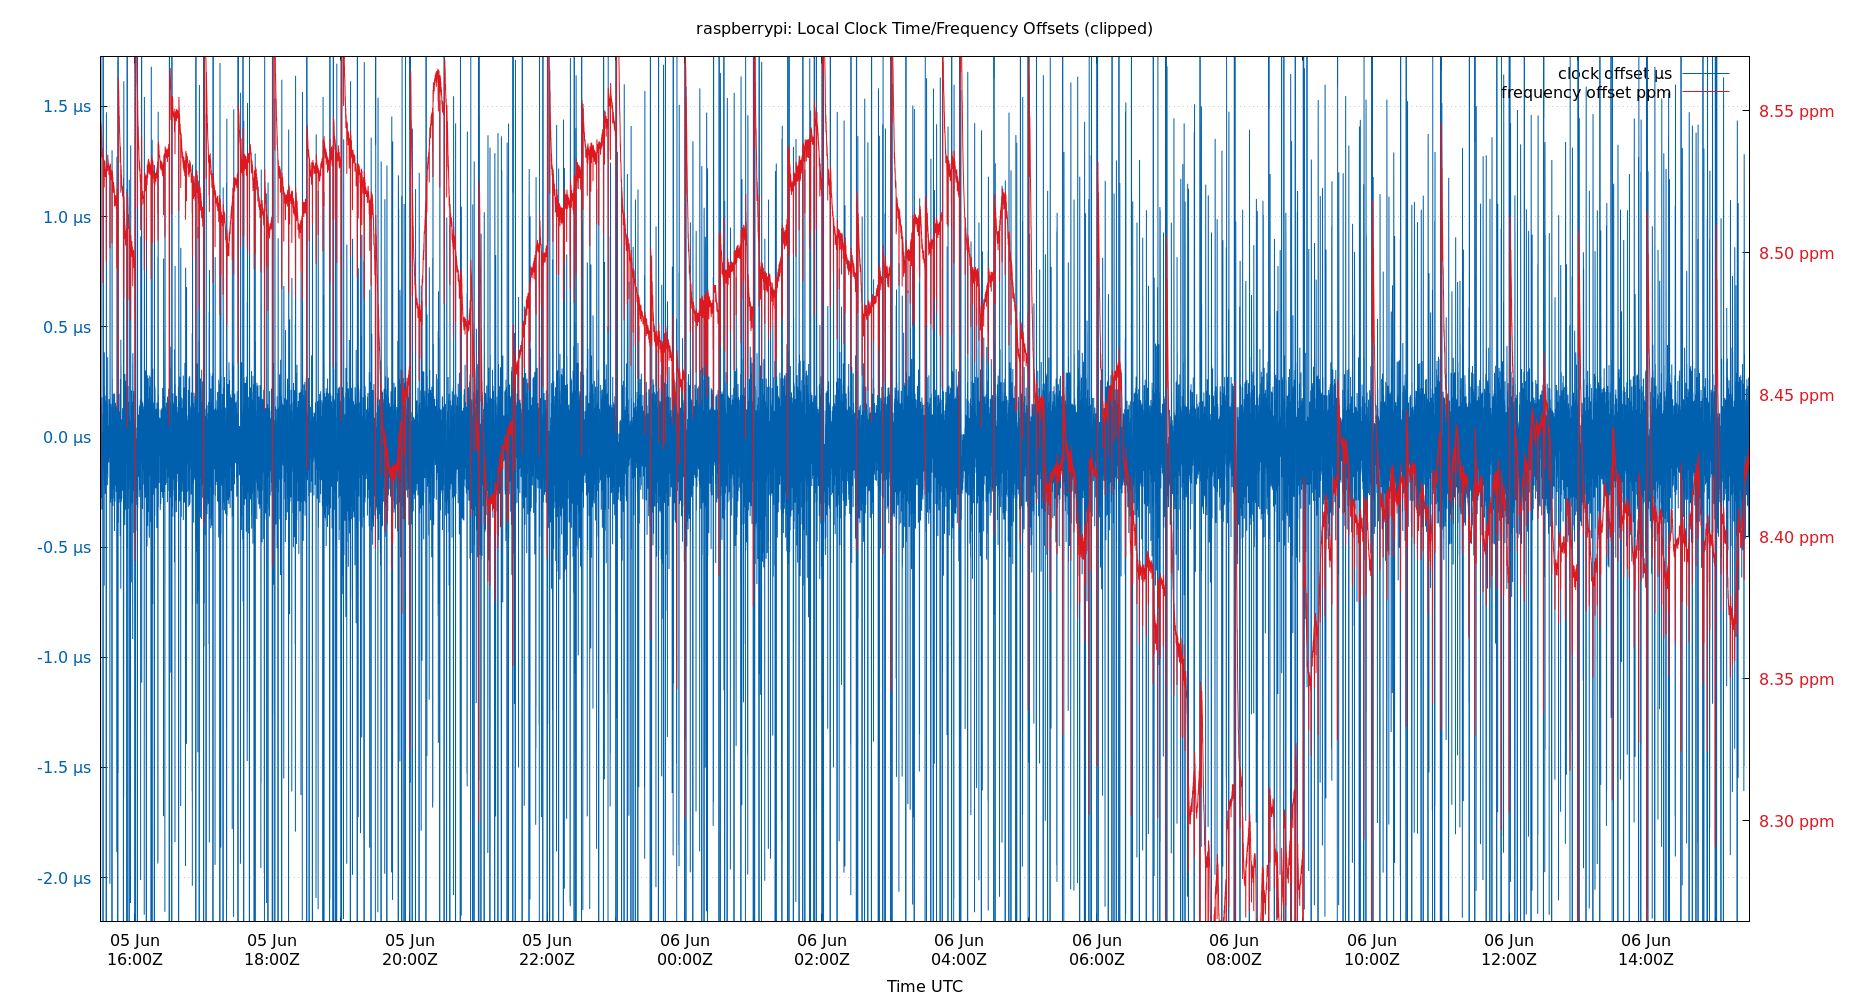 raspberrypi: Local Clock Time/Frequency Offsets (clipped)
clock offset µs
frequency offset ppm
1.5 µs
1.0 µs
0.5 µs
0.0 µs
-0.5 µs
-1.0 µs
-1.5 µs
-2.0 µs
8.55 ppm
8.50 ppm
8.45 ppm
8.40 ppm
8.35 ppm
8.30 ppm
05 Jun 05 Jun 05 Jun 05 Jun 06 Jun 06 Jun 06 Jun 06 Jun 06 Jun 06 Jun 06 Jun 06 Jun
16:00Z 18:00Z 20:00Z 22:00Z 00:00Z 02:00Z 04:00Z 06:00Z 08:00Z 10:00Z 12:00Z 14:00Z
Time UTC